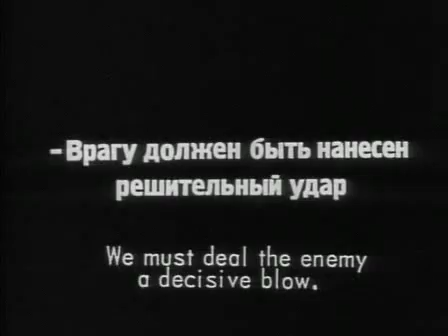 -Врагу должен быть нанесен
решительный удар
We must deal the enemy
a decisive blow.